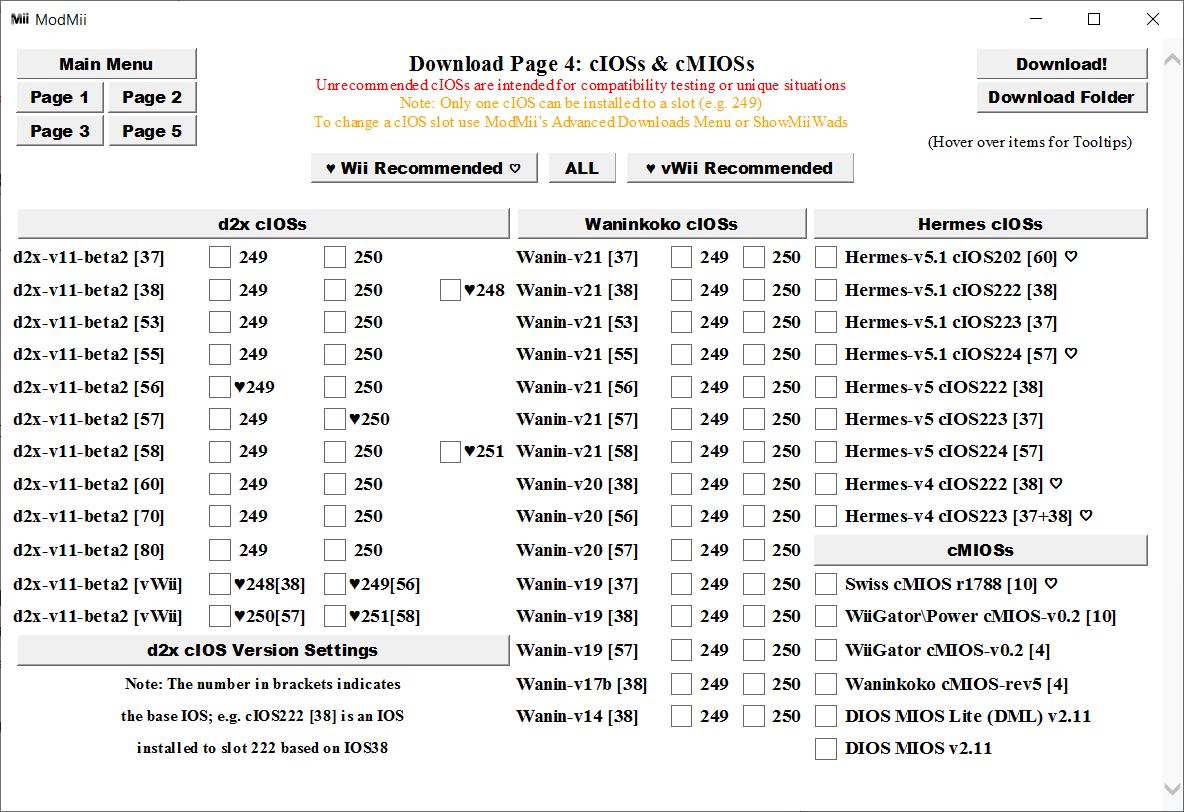 Mii ModMii
Main Menu
Page 1 Page 2
Page 3 Page 5
Download Page 4: cIOSs & cMIOSs
Unrecommended cIOSs are intended for compatibility testing or unique situations
Note: Only one cIOS can be installed to a slot (e.g. 249)
To change a cIOS slot use ModMii's Advanced Downloads Menu or ShowMiiWads
Download!
Download Folder
(Hover over items for Tooltips)
♥ Wii Recommended ♡ ALL ♥ vWii Recommended
d2x cIOSs
d2x-v11-beta2 [37] 249 250
d2x-v11-beta2 [38] 249 250 ♥248
d2x-v11-beta2 [53] 249 250
d2x-v11-beta2 [55] 249 250
d2x-v11-beta2 [56] ♥249 250
d2x-v11-beta2 [57] 249 ♥250
d2x-v11-beta2 [58] 249 250 ♥251
d2x-v11-beta2 [60] 249 250
d2x-v11-beta2 [70] 249 250
d2x-v11-beta2 [80] 249 250
d2x-v11-beta2 [vWii] ♥248[38] ♥249[56]
d2x-v11-beta2 [vWii] ♥250[57] ♥251[58]
d2x cIOS Version Settings
Note: The number in brackets indicates
the base IOS; e.g. cIOS222 [38] is an IOS
installed to slot 222 based on IOS38
Waninkoko cIOSs
Wanin-v21 [37] 249 250
Wanin-v21 [38] 249 250
Wanin-v21 [53] 249 250
Wanin-v21 [55] 249 250
Wanin-v21 [56] 249 250
Wanin-v21 [57] 249 250
Wanin-v21 [58] 249 250
Wanin-v20 [38] 249 250
Wanin-v20 [56] 249 250
Wanin-v20 [57] 249 250
Wanin-v19 [37] 249 250
Wanin-v19 [38] 249 250
Wanin-v19 [57] 249 250
Wanin-v17b [38] 249 250
Wanin-v14 [38] 249 250
Hermes cIOSs
Hermes-v5.1 cIOS202 [60] ♡
Hermes-v5.1 cIOS222 [38]
Hermes-v5.1 cIOS223 [37]
Hermes-v5.1 cIOS224 [57] ♡
Hermes-v5 cIOS222 [38]
Hermes-v5 cIOS223 [37]
Hermes-v5 cIOS224 [57]
Hermes-v4 cIOS222 [38] ♡
Hermes-v4 cIOS223 [37+38] ♡
cMIOSs
Swiss cMIOS r1788 [10] ♡
WiiGator\Power cMIOS-v0.2 [10]
WiiGator cMIOS-v0.2 [4]
Waninkoko cMIOS-rev5 [4]
DIOS MIOS Lite (DML) v2.11
DIOS MIOS v2.11